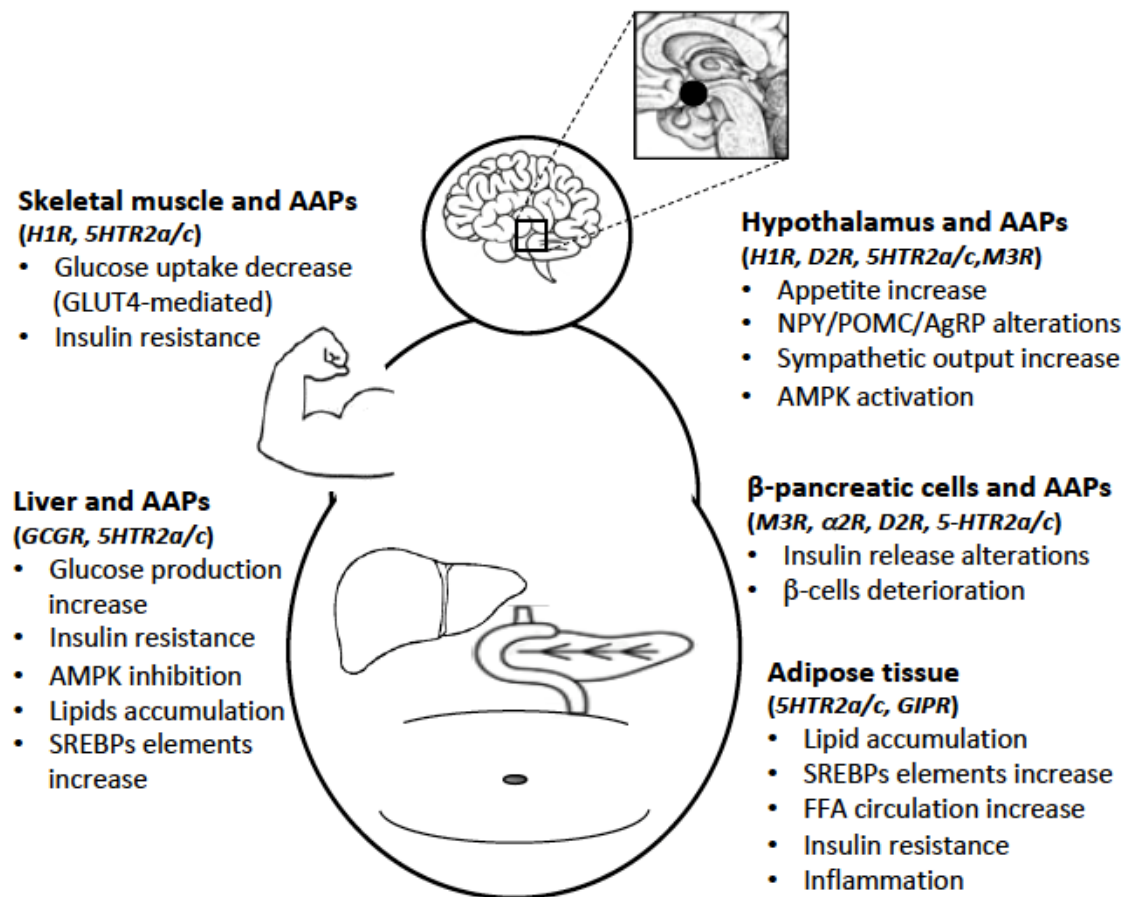 Skeletal muscle and AAPs
(H1R, 5HTR2a/c)
• Glucose uptake decrease
(GLUT4-mediated)
• Insulin resistance
Hypothalamus and AAPs
(H1R, D2R, 5HTR2a/c,M3R)
• Appetite increase
• NPY/POMC/AgRP alterations
• Sympathetic output increase
• AMPK activation
Liver and AAPs
(GCGR, 5HTR2a/c)
• Glucose production
increase
• Insulin resistance
• AMPK inhibition
• Lipids accumulation
• SREBPs elements
increase
β-pancreatic cells and AAPs
(M3R, α2R, D2R, 5-HTR2a/c)
• Insulin release alterations
• β-cells deterioration
Adipose tissue
(5HTR2a/c, GIPR)
• Lipid accumulation
• SREBPs elements increase
• FFA circulation increase
• Insulin resistance
• Inflammation